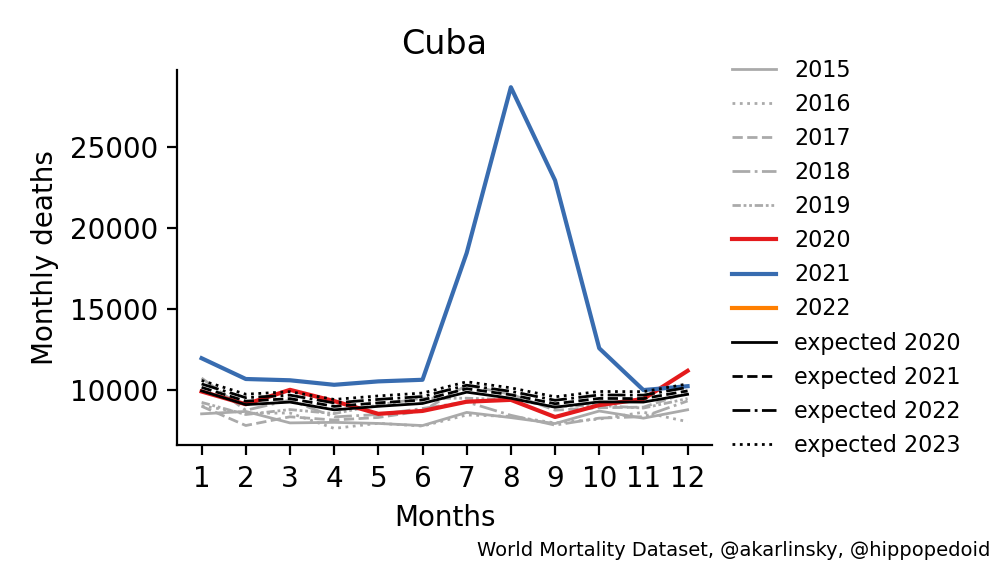 Cuba
Monthly deaths
25000
20000
15000
10000
1 2 3 4 5 6 7 8 9 10 11 12
Months
2015
2016
2017
2018
2019
2020
2021
2022
expected 2020
expected 2021
expected 2022
expected 2023
World Mortality Dataset, @akarlinsky, @hippopedoid